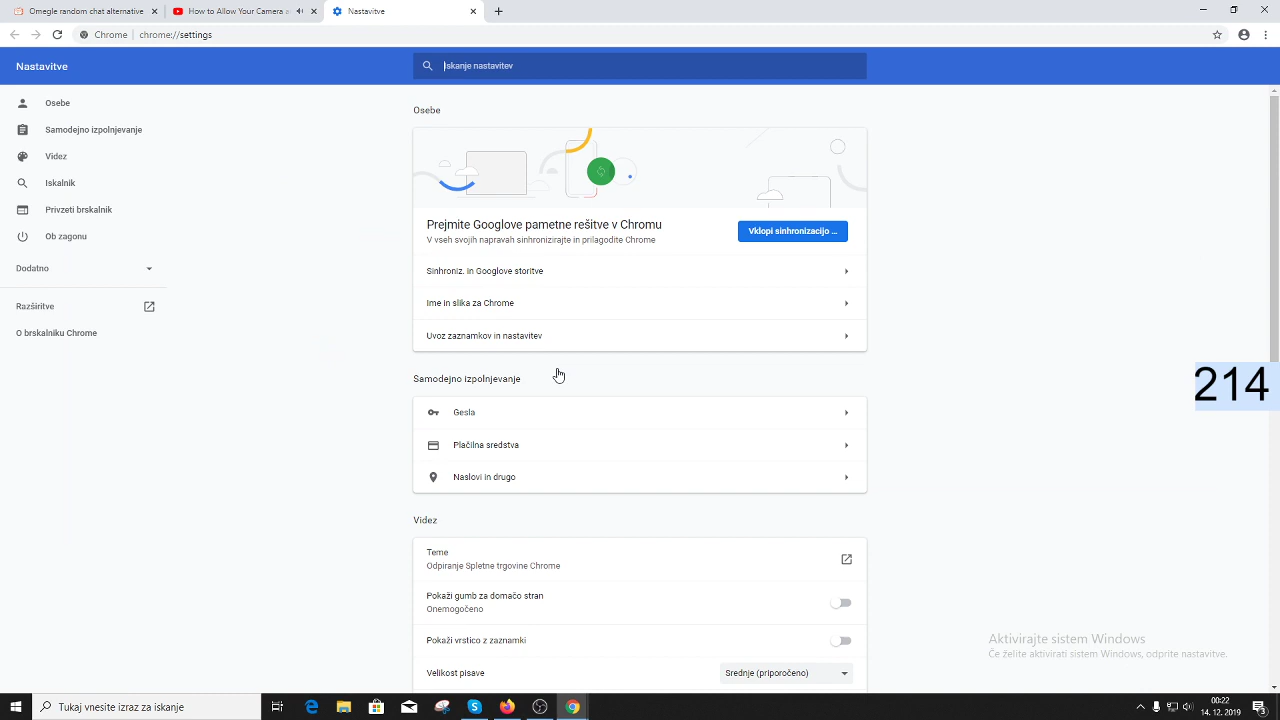 Omegle random chat alternative
How to Allow Your Camera a
Nastavitve
Chrome | chrome://settings
Nastavitve
Iskanje nastavitev
Osebe
Samodejno izpolnjevanje
Videz
Iskalnik
Privzeti brskalnik
Ob zagonu
Dodatno
Razširitve
O brskalniku Chrome
Osebe
Prejmite Googlove pametne rešitve v Chromu
V vseh svojih napravah sinhronizirajte in prilagodite Chrome
Vklopi sinhronizacijo ...
Sinhroniz. in Googlove storitve
Ime in slika za Chrome
Uvoz zaznamkov in nastavitev
Samodejno izpolnjevanje
Gesla
Plačilna sredstva
Naslovi in drugo
214
Videz
Teme
Odpiranje Spletne trgovine Chrome
Pokaži gumb za domačo stran
Onemogočeno
Pokaži vrstico z zaznamki
Velikost pisave
Srednje (priporočeno)
Aktivirajte sistem Windows
Če želite aktivirati sistem Windows, odprite nastavitve.
Tukaj vnesite izraz za iskanje
00:22
14. 12. 2019